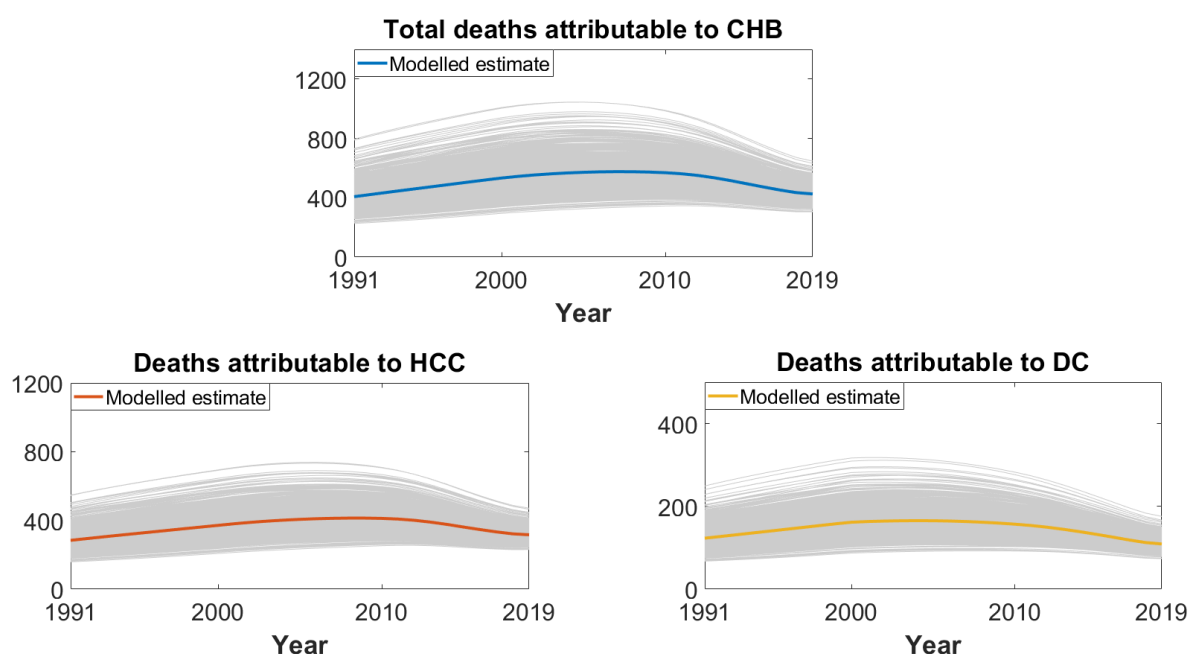 Total deaths attributable to CHB
Modelled estimate
1200
800
400
0
1991 2000 2010 2019
Year
Deaths attributable to HCC
Modelled estimate
1200
800
400
0
1991 2000 2010 2019
Year
Deaths attributable to DC
Modelled estimate
400
200
0
1991 2000 2010 2019
Year